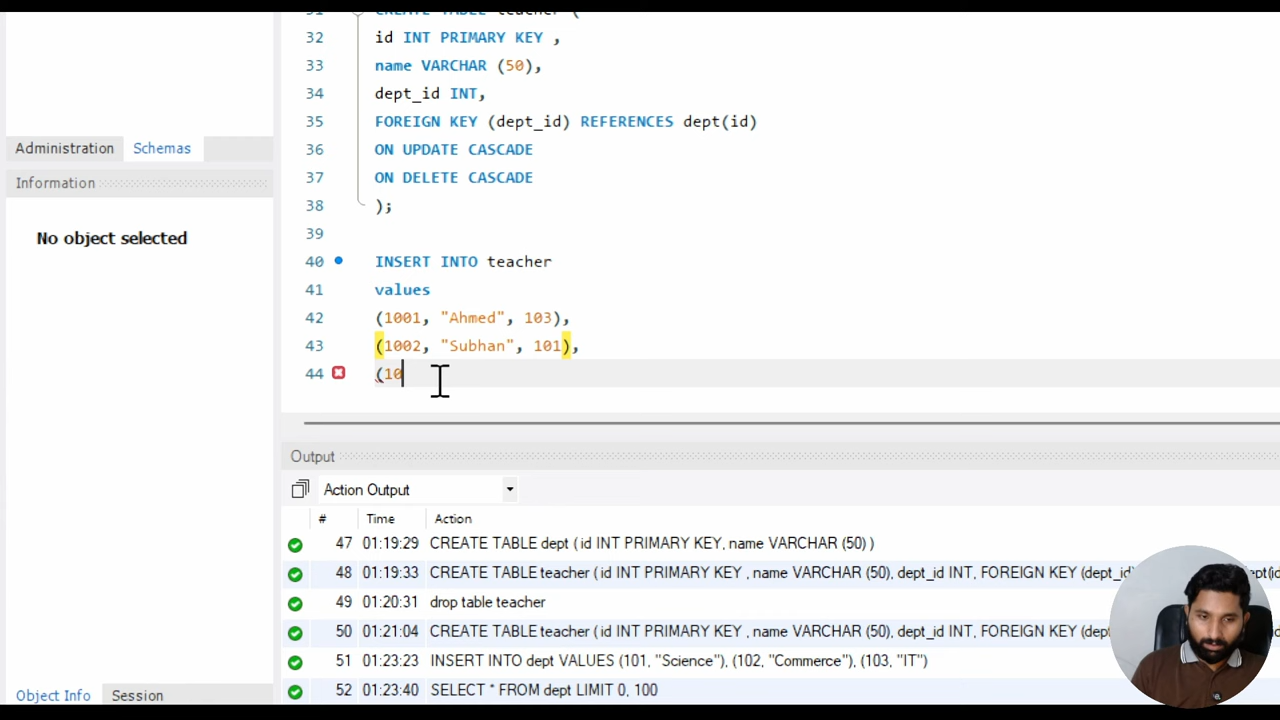 31 CREATE TABLE teacher (
32 id INT PRIMARY KEY ,
33 name VARCHAR (50),
34 dept_id INT,
35 FOREIGN KEY (dept_id) REFERENCES dept(id)
36 ON UPDATE CASCADE
37 ON DELETE CASCADE
38 );
39
40 INSERT INTO teacher
41 values
42 (1001, "Ahmed", 103),
43 (1002, "Subhan", 101),
44 (10
Administration Schemas
Information
No object selected
Object Info Session
Output
Action Output
# Time Action
47 01:19:29 CREATE TABLE dept ( id INT PRIMARY KEY, name VARCHAR (50) )
48 01:19:33 CREATE TABLE teacher ( id INT PRIMARY KEY , name VARCHAR (50), dept_id INT, FOREIGN KEY (dept_id)
49 01:20:31 drop table teacher
50 01:21:04 CREATE TABLE teacher ( id INT PRIMARY KEY , name VARCHAR (50), dept_id INT, FOREIGN KEY (dept
51 01:23:23 INSERT INTO dept VALUES (101, "Science"), (102, "Commerce"), (103, "IT")
52 01:23:40 SELECT * FROM dept LIMIT 0, 100